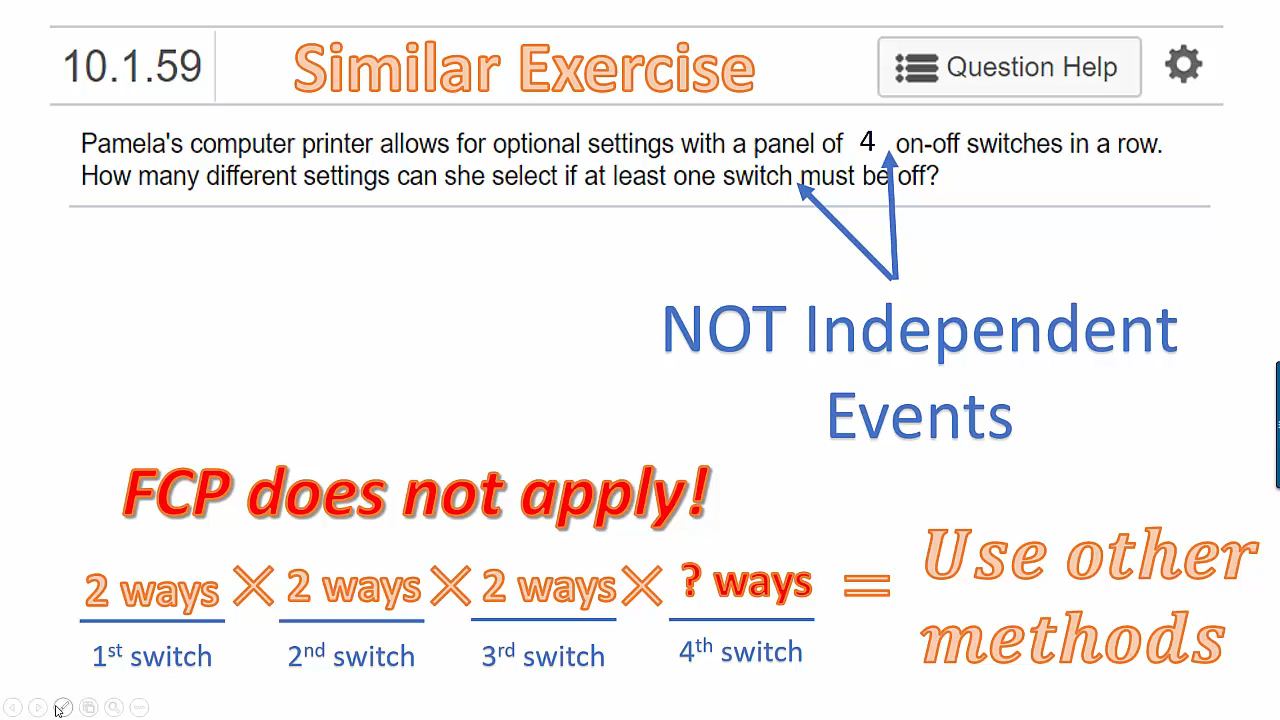 10.1.59 Similar Exercise Question Help
Pamela's computer printer allows for optional settings with a panel of 4 on-off switches in a row.
How many different settings can she select if at least one switch must be off?
NOT Independent
Events
FCP does not apply!
2 ways × 2 ways × 2 ways × ? ways = Use other methods
1st switch 2nd switch 3rd switch 4th switch